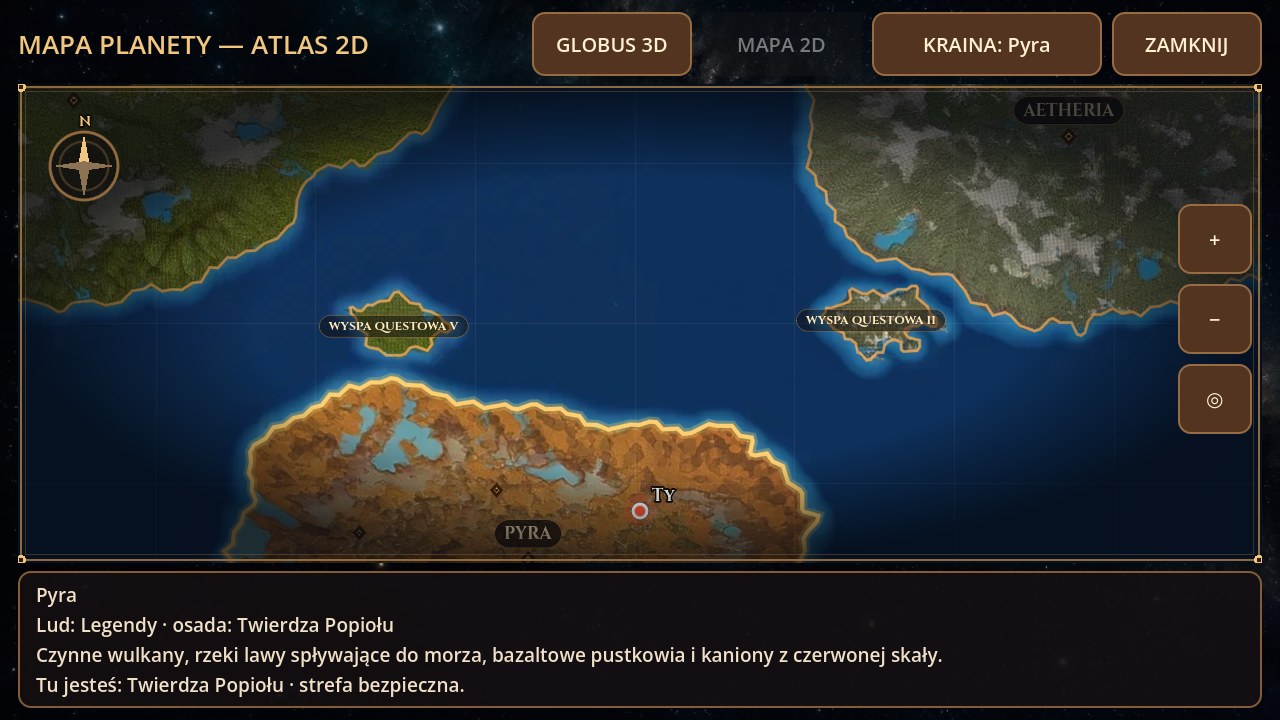 MAPA PLANETY — ATLAS 2D
GLOBUS 3D
MAPA 2D
KRAINA: Pyra
ZAMKNIJ
N
AETHERIA
+
WYSPA QUESTOWA V
WYSPA QUESTOWA II
−
◎
Ty
PYRA
Pyra
Lud: Legendy · osada: Twierdza Popiołu
Czynne wulkany, rzeki lawy spływające do morza, bazaltowe pustkowia i kaniony z czerwonej skały.
Tu jesteś: Twierdza Popiołu · strefa bezpieczna.